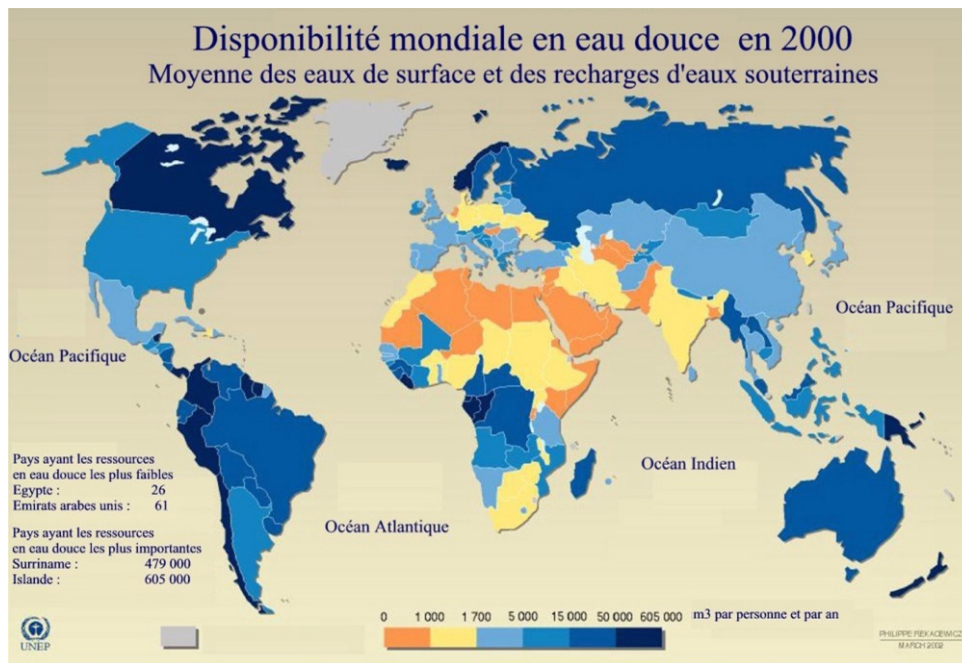 Disponibilité mondiale en eau douce en 2000
Moyenne des eaux de surface et des recharges d'eaux souterraines
Océan Pacifique
Océan Pacifique
Océan Indien
Océan Atlantique
Pays ayant les ressources
en eau douce les plus faibles
Egypte : 26
Emirats arabes unis : 61
Pays ayant les ressources
en eau douce les plus importantes
Surriname : 479 000
Islande : 605 000
0 1 000 1 700 5 000 15 000 50 000 605 000 m3 par personne et par an
UNEP
PHILIPPE REKACEWICZ
MARCH 2002